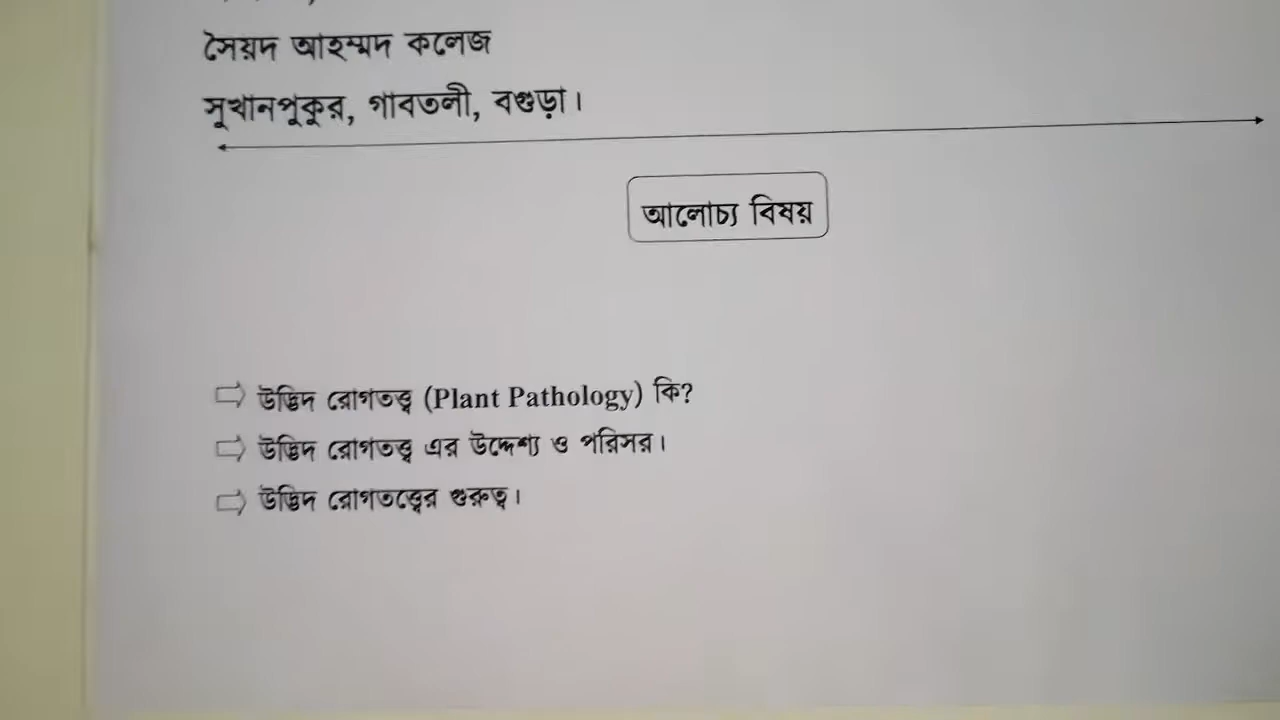 সৈয়দ আহম্মদ কলেজ
সুখানপুকুর, গাবতলী, বগুড়া।
আলোচ্য বিষয়
উদ্ভিদ রোগতত্ত্ব (Plant Pathology) কি?
উদ্ভিদ রোগতত্ত্ব এর উদ্দেশ্য ও পরিসর।
উদ্ভিদ রোগতত্ত্বের গুরুত্ব।